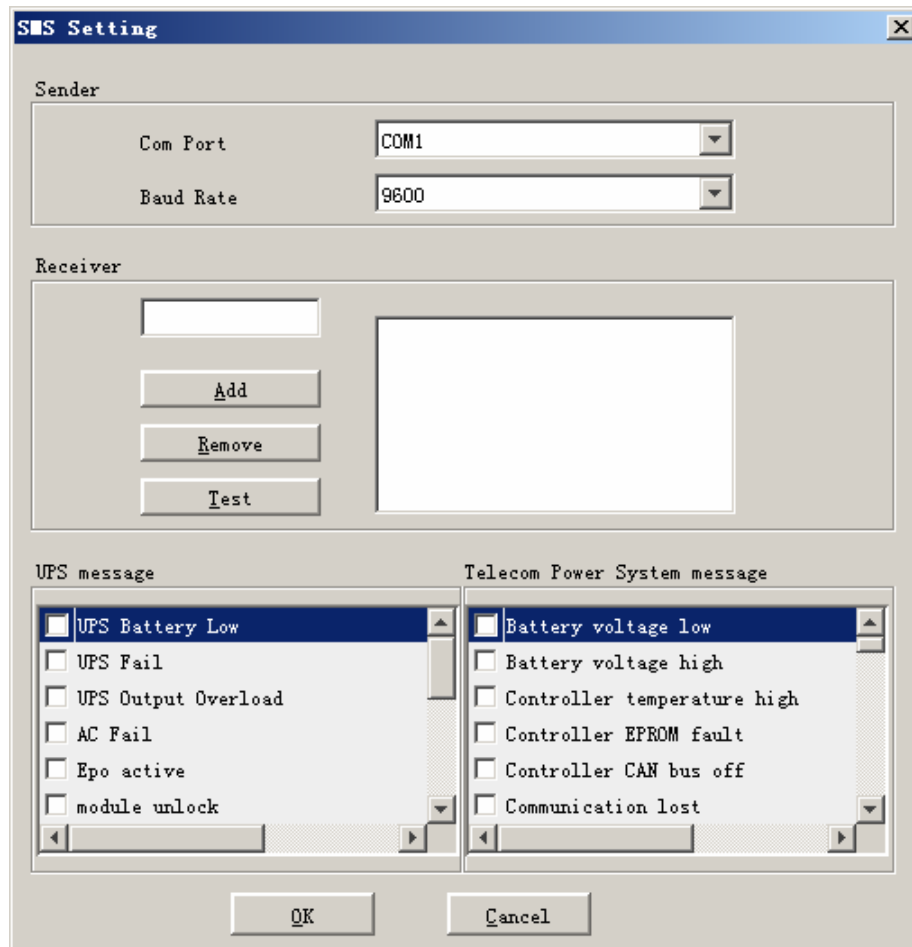 SMS Setting
Sender
Com Port
COM1
Baud Rate
9600
Receiver
Add
Remove
Test
UPS message
UPS Battery Low
UPS Fail
UPS Output Overload
AC Fail
Epo active
module unlock
Telecom Power System message
Battery voltage low
Battery voltage high
Controller temperature high
Controller EPROM fault
Controller CAN bus off
Communication lost
OK
Cancel